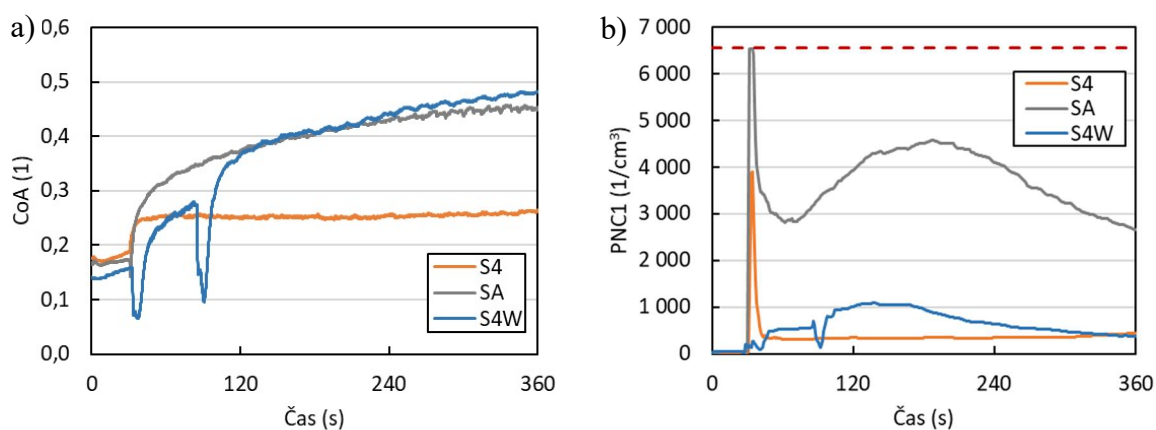 a)
CoA (1)
0,6
0,5
0,4
0,3
0,2
0,1
0,0
S4
SA
S4W
0
120
240
360
Čas (s)
b)
PNC1 (1/cm³)
7 000
6 000
5 000
4 000
3 000
2 000
1 000
0
S4
SA
S4W
0
120
240
360
Čas (s)